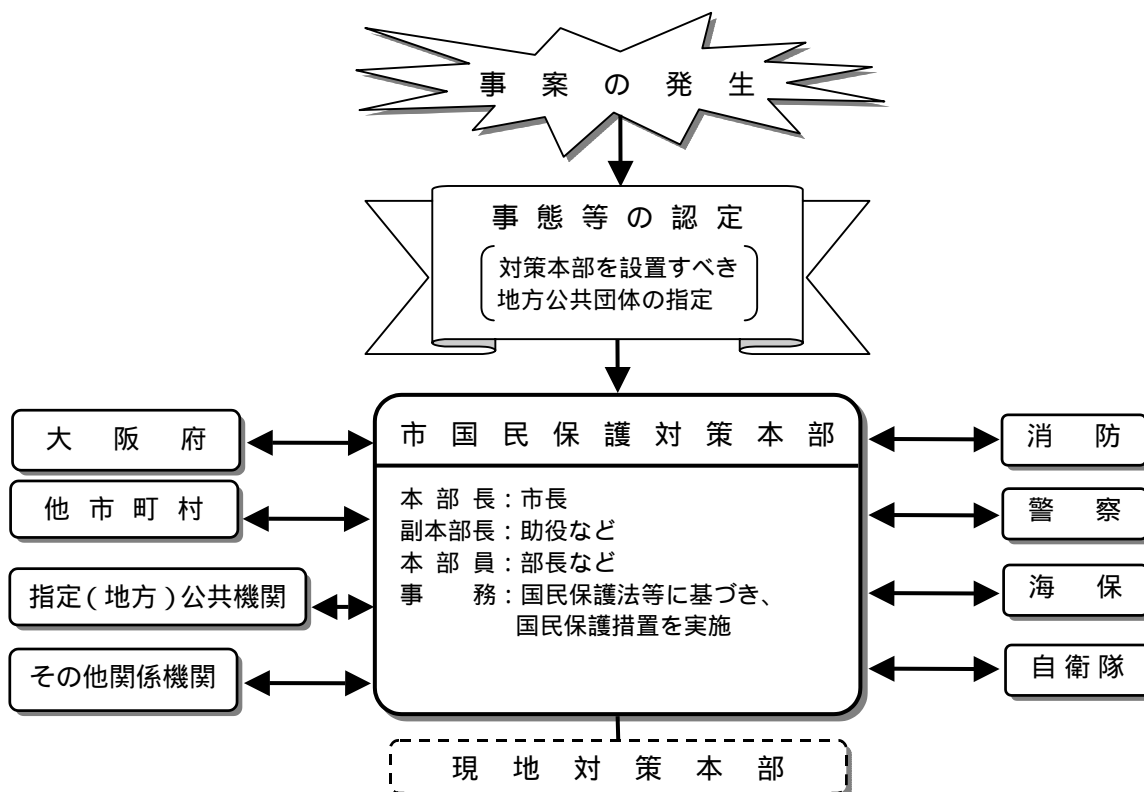 事案の発生
事態等の認定
対策本部を設置すべき
地方公共団体の指定
市国民保護対策本部
本部長：市長
副本部長：助役など
本部員：部長など
事務：国民保護法等に基づき、
国民保護措置を実施
大阪府
他市町村
指定(地方)公共機関
その他関係機関
消防
警察
海保
自衛隊
現地対策本部